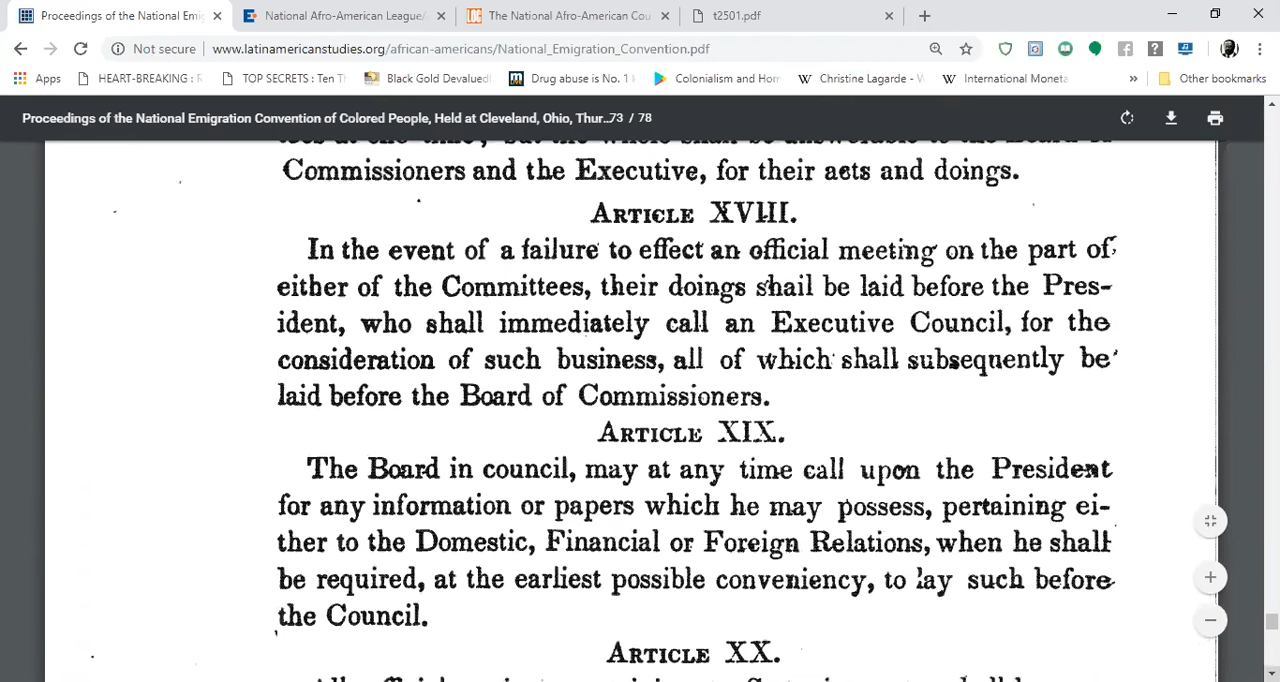 Proceedings of the National Emig
National Afro-American League/
The National Afro-American Cou
t2501.pdf
Not secure | www.latinamericanstudies.org/african-americans/National_Emigration_Convention.pdf
Apps HEART-BREAKING : R TOP SECRETS : Ten Th Black Gold Devalued Drug abuse is No. 1 Colonialism and Hom Christine Lagarde - W International Moneta » Other bookmarks
Proceedings of the National Emigration Convention of Colored People, Held at Cleveland, Ohio, Thur... 73 / 78
Commissioners and the Executive, for their acts and doings.
Article XVIII.
In the event of a failure to effect an official meeting on the part of
either of the Committees, their doings shall be laid before the Pres-
ident, who shall immediately call an Executive Council, for the
consideration of such business, all of which shall subsequently be
laid before the Board of Commissioners.
Article XIX.
The Board in council, may at any time call upon the President
for any information or papers which he may possess, pertaining ei-
ther to the Domestic, Financial or Foreign Relations, when he shall
be required, at the earliest possible conveniency, to lay such before
the Council.
Article XX.